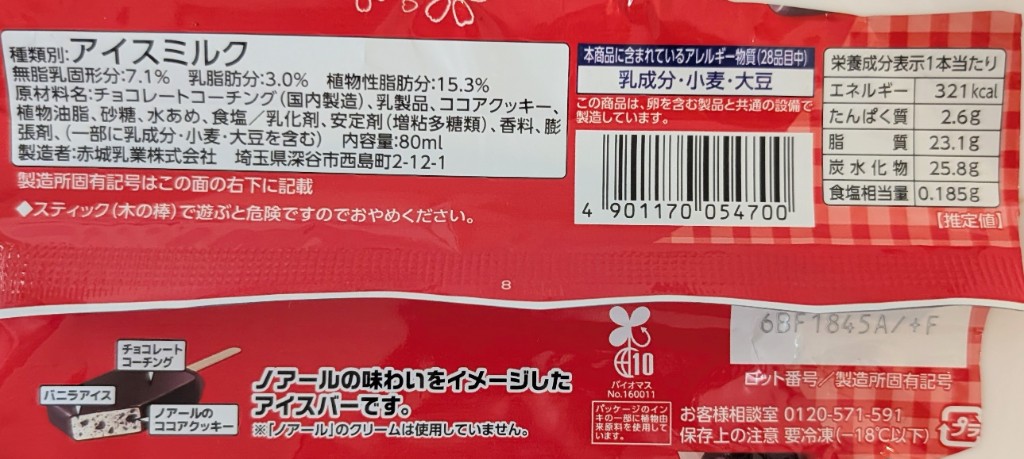 種類別:アイスミルク
無脂乳固形分:7.1% 乳脂肪分:3.0% 植物性脂肪分:15.3%
原材料名:チョコレートコーチング(国内製造)、乳製品、ココアクッキー、
植物油脂、砂糖、水あめ、食塩/乳化剤、安定剤(増粘多糖類)、香料、膨
張剤、(一部に乳成分・小麦・大豆を含む) 内容量:80ml
製造者:赤城乳業株式会社 埼玉県深谷市西島町2-12-1
製造所固有記号はこの面の右下に記載
◆スティック(木の棒)で遊ぶと危険ですのでおやめください。
本商品に含まれているアレルギー物質(28品目中)
乳成分・小麦・大豆
この商品は、卵を含む製品と共通の設備で
製造しています。
4 901170 054700
栄養成分表示1本当たり
エネルギー 321kcal
たんぱく質 2.6g
脂質 23.1g
炭水化物 25.8g
食塩相当量 0.185g
【推定値】
8
チョコレート
コーチング
バニラアイス
ノアールの
ココアクッキー
ノアールの味わいをイメージした
アイスバーです。
※「ノアール」のクリームは使用していません。
10
バイオマス
No.160011
パッケージのイン
キの一部に植物由
来原料を使用して
います。
6BF1845A/+F
ロット番号/製造所固有記号
お客様相談室 0120-571-591
保存上の注意 要冷凍(-18℃以下)
プラ